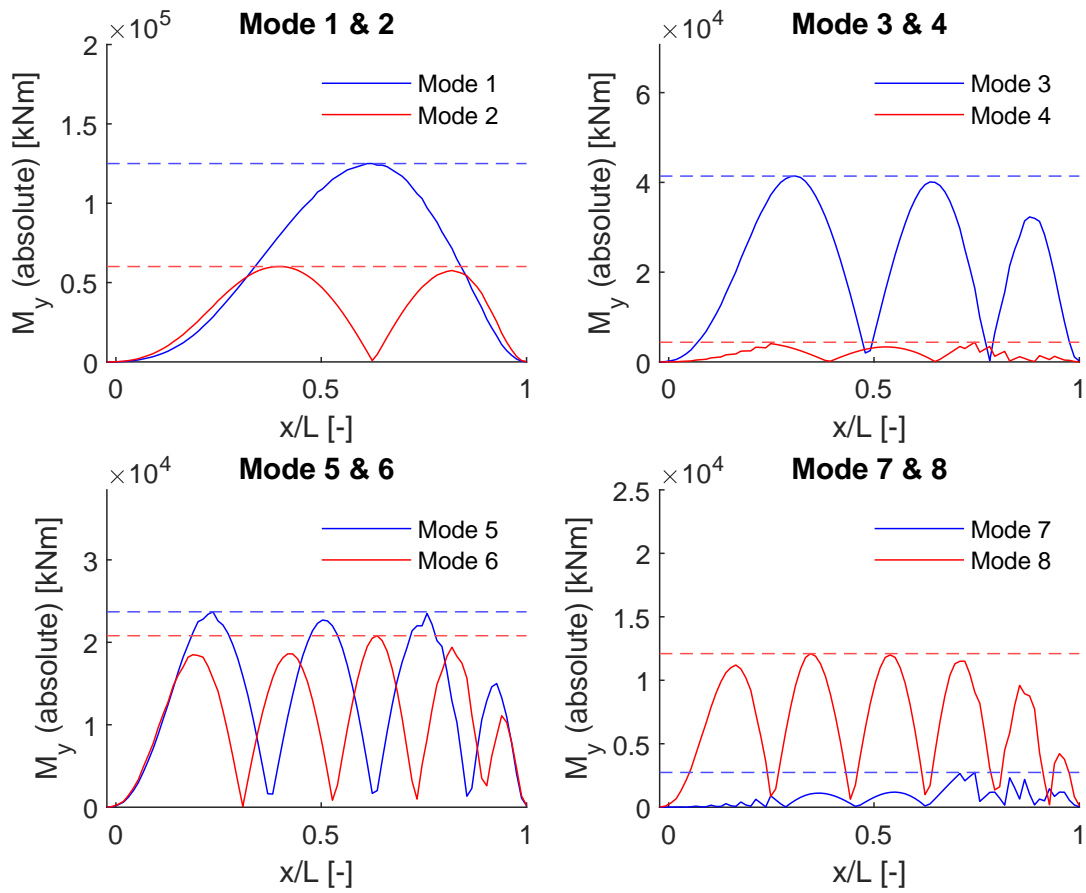 ×10^5
Mode 1 & 2
2
1.5
1
0.5
0
M_y (absolute) [kNm]
Mode 1
Mode 2
0
0.5
1
x/L [-]
×10^4
Mode 3 & 4
6
4
2
0
M_y (absolute) [kNm]
Mode 3
Mode 4
0
0.5
1
x/L [-]
×10^4
Mode 5 & 6
3
2
1
0
M_y (absolute) [kNm]
Mode 5
Mode 6
0
0.5
1
x/L [-]
×10^4
Mode 7 & 8
2.5
2
1.5
1
0.5
0
M_y (absolute) [kNm]
Mode 7
Mode 8
0
0.5
1
x/L [-]